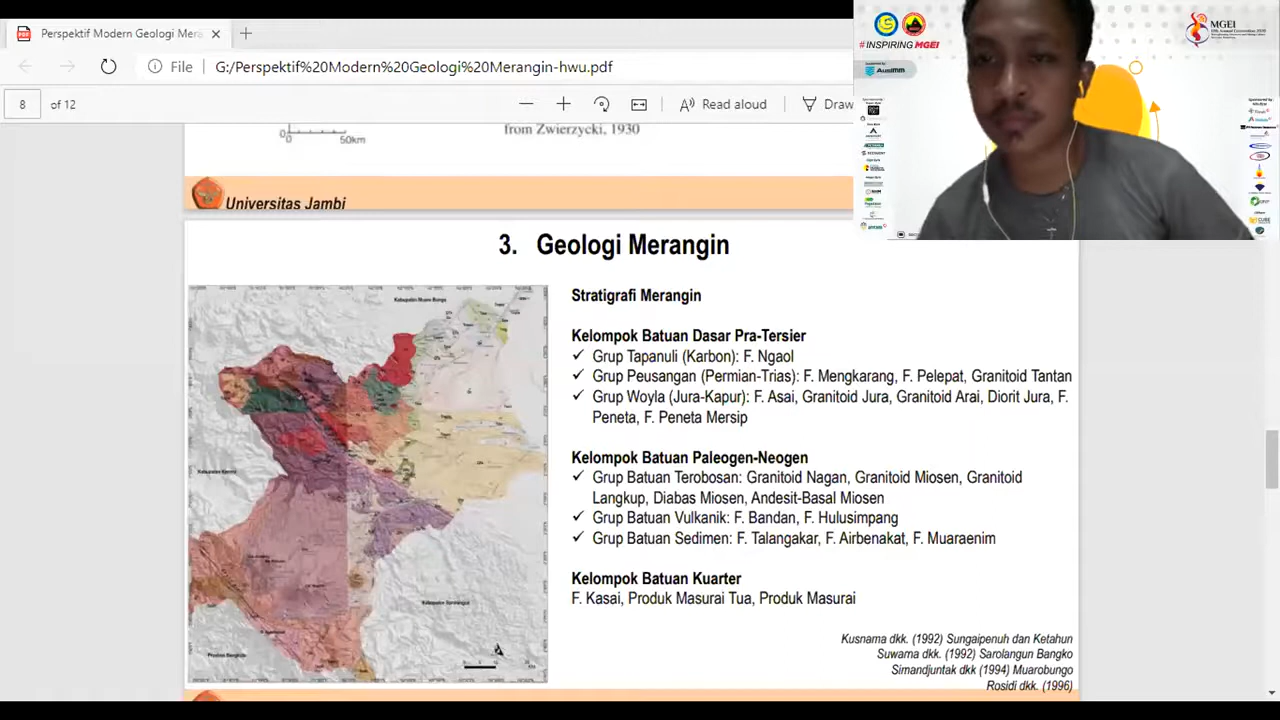 Perspektif Modern Geologi Mera
File
G:/Perspektif%20Modern%20Geologi%20Merangin-hwu.pdf
8 of 12
Read aloud
Draw
#INSPIRING MGEI
AusIMM
MGEI
0 50km
from Zwierzycki, 1930
Universitas Jambi
3. Geologi Merangin
Stratigrafi Merangin
Kelompok Batuan Dasar Pra-Tersier
✓ Grup Tapanuli (Karbon): F. Ngaol
✓ Grup Peusangan (Permian-Trias): F. Mengkarang, F. Pelepat, Granitoid Tantan
✓ Grup Woyla (Jura-Kapur): F. Asai, Granitoid Jura, Granitoid Arai, Diorit Jura, F.
Peneta, F. Peneta Mersip
Kelompok Batuan Paleogen-Neogen
✓ Grup Batuan Terobosan: Granitoid Nagan, Granitoid Miosen, Granitoid
Langkup, Diabas Miosen, Andesit-Basal Miosen
✓ Grup Batuan Vulkanik: F. Bandan, F. Hulusimpang
✓ Grup Batuan Sedimen: F. Talangakar, F. Airbenakat, F. Muaraenim
Kelompok Batuan Kuarter
F. Kasai, Produk Masurai Tua, Produk Masurai
Kusnama dkk. (1992) Sungaipenuh dan Ketahun
Suwarna dkk. (1992) Sarolangun Bangko
Simandjuntak dkk (1994) Muarobungo
Rosidi dkk. (1996)